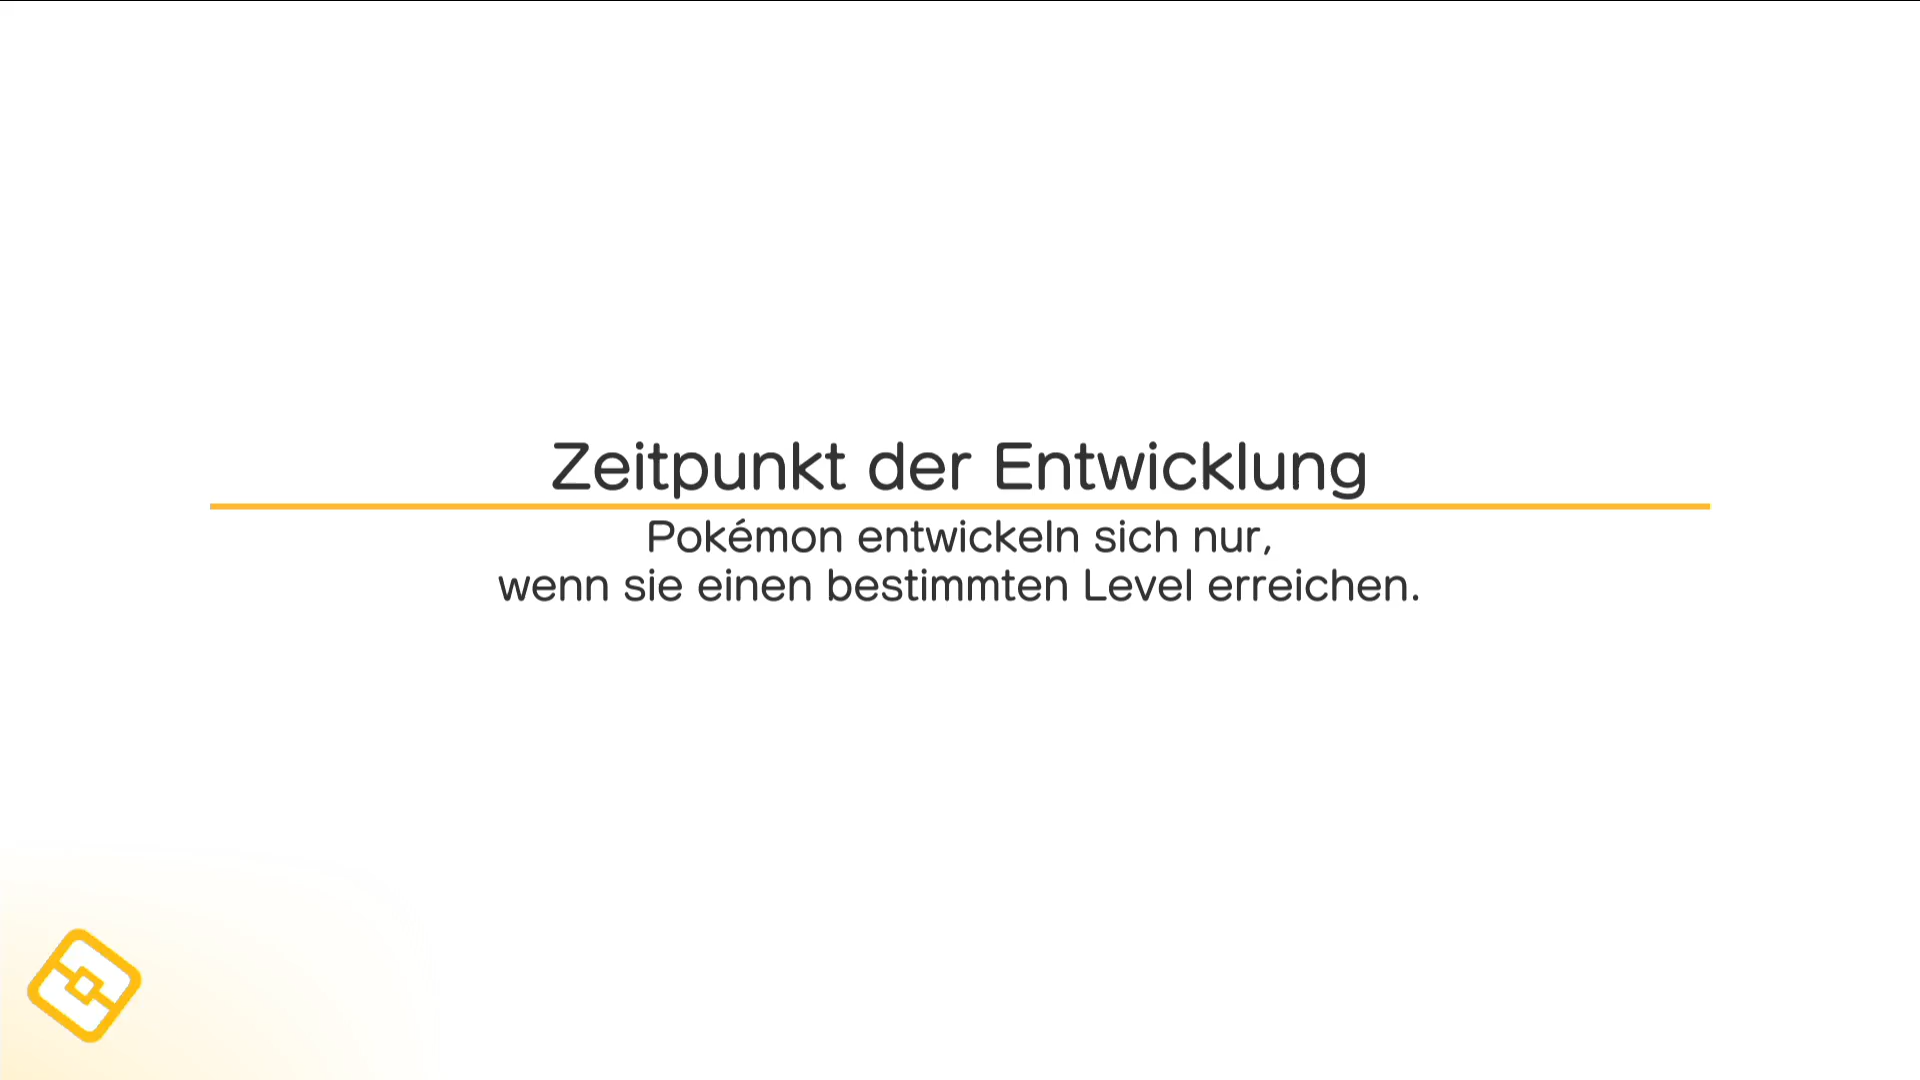 Zeitpunkt der Entwicklung
Pokémon entwickeln sich nur,
wenn sie einen bestimmten Level erreichen.